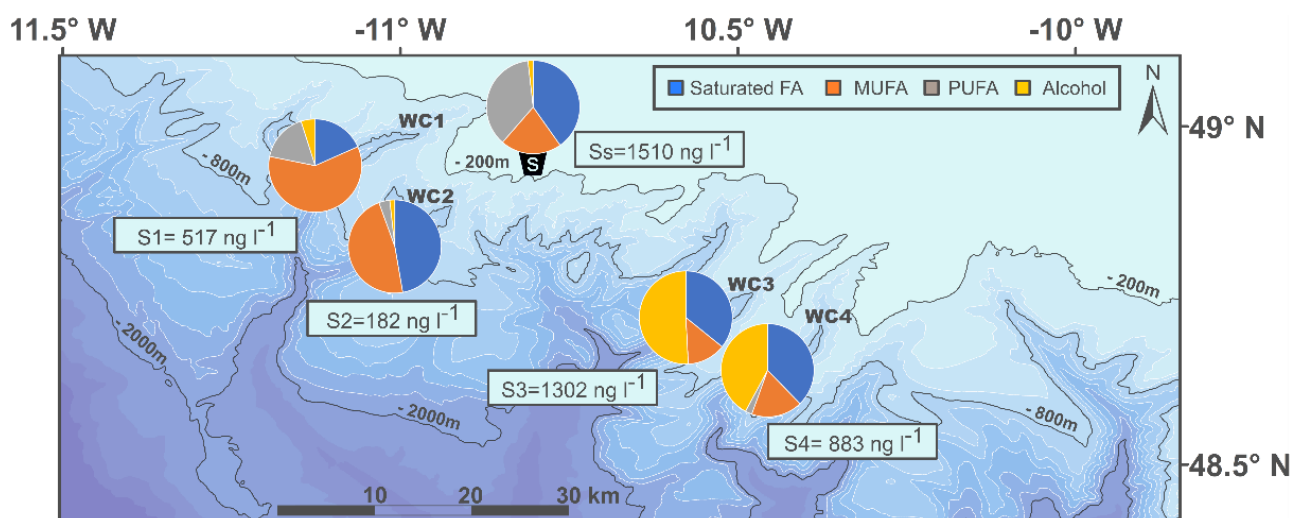 11.5° W -11° W 10.5° W -10° W
Saturated FA MUFA PUFA Alcohol
N
WC1
49° N
- 200m
S
Ss=1510 ng l⁻¹
- 800m
WC2
S1= 517 ng l⁻¹
- 200m
WC3
S2=182 ng l⁻¹
WC4
- 2000m
S3=1302 ng l⁻¹
- 2000m
- 800m
S4= 883 ng l⁻¹
48.5° N
10 20 30 km